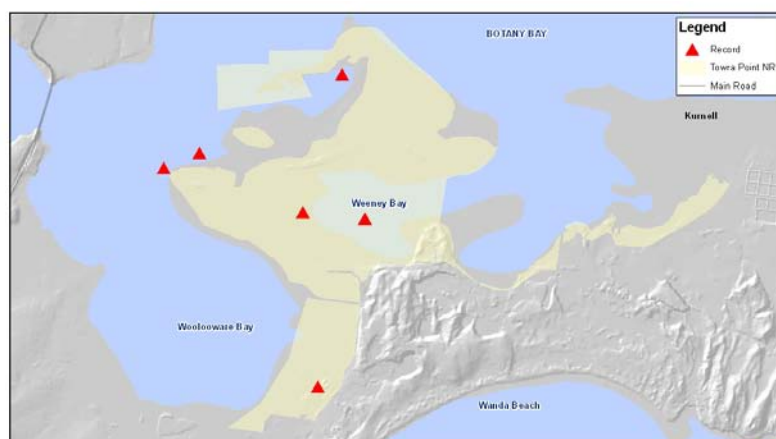 BOTANY BAY
Legend
Record
Towra Point NR
Main Road
Kurnell
Weeney Bay
Woolooware Bay
Wanda Beach